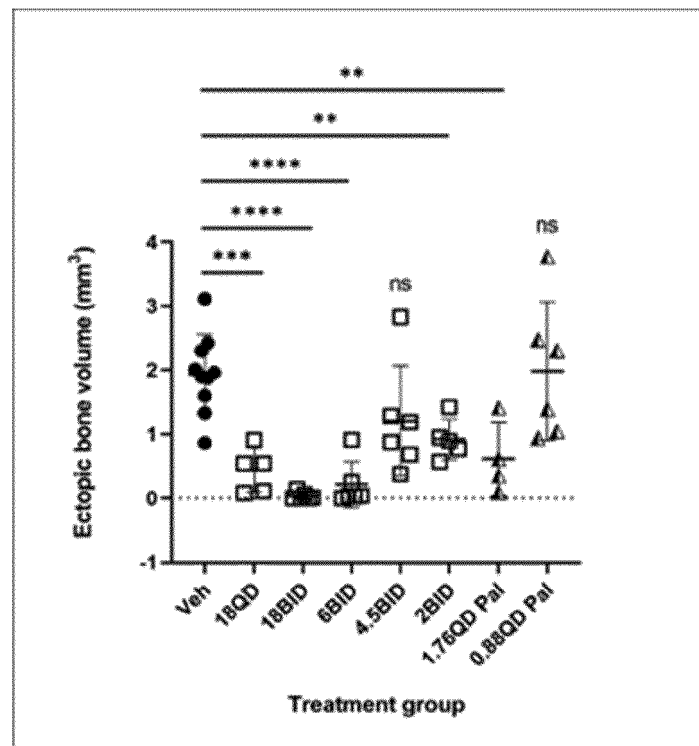 **
**
****
****
***
ns
ns
Ectopic bone volume (mm³)
4
3
2
1
0
-1
Veh
18QD
18BID
6BID
4.5BID
2BID
1.76QD Pal
0.88QD Pal
Treatment group